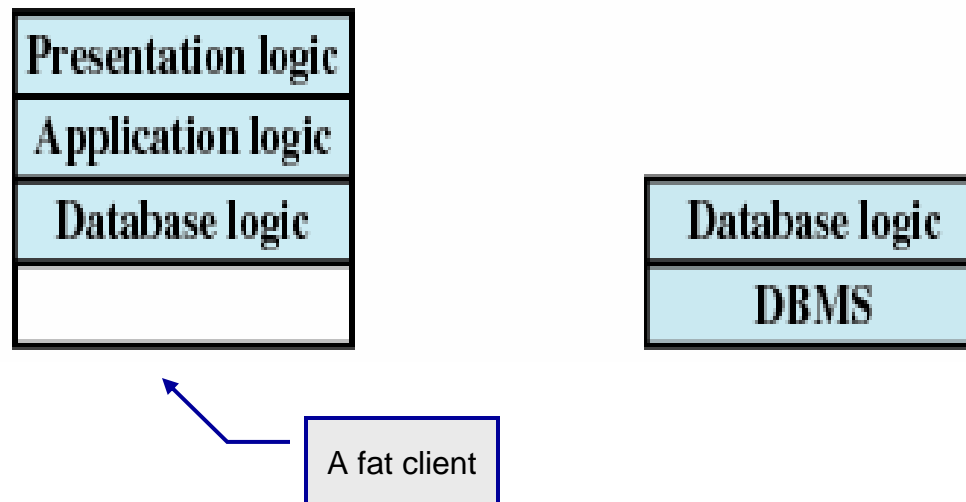 Presentation logic
Application logic
Database logic
Database logic
DBMS
A fat client